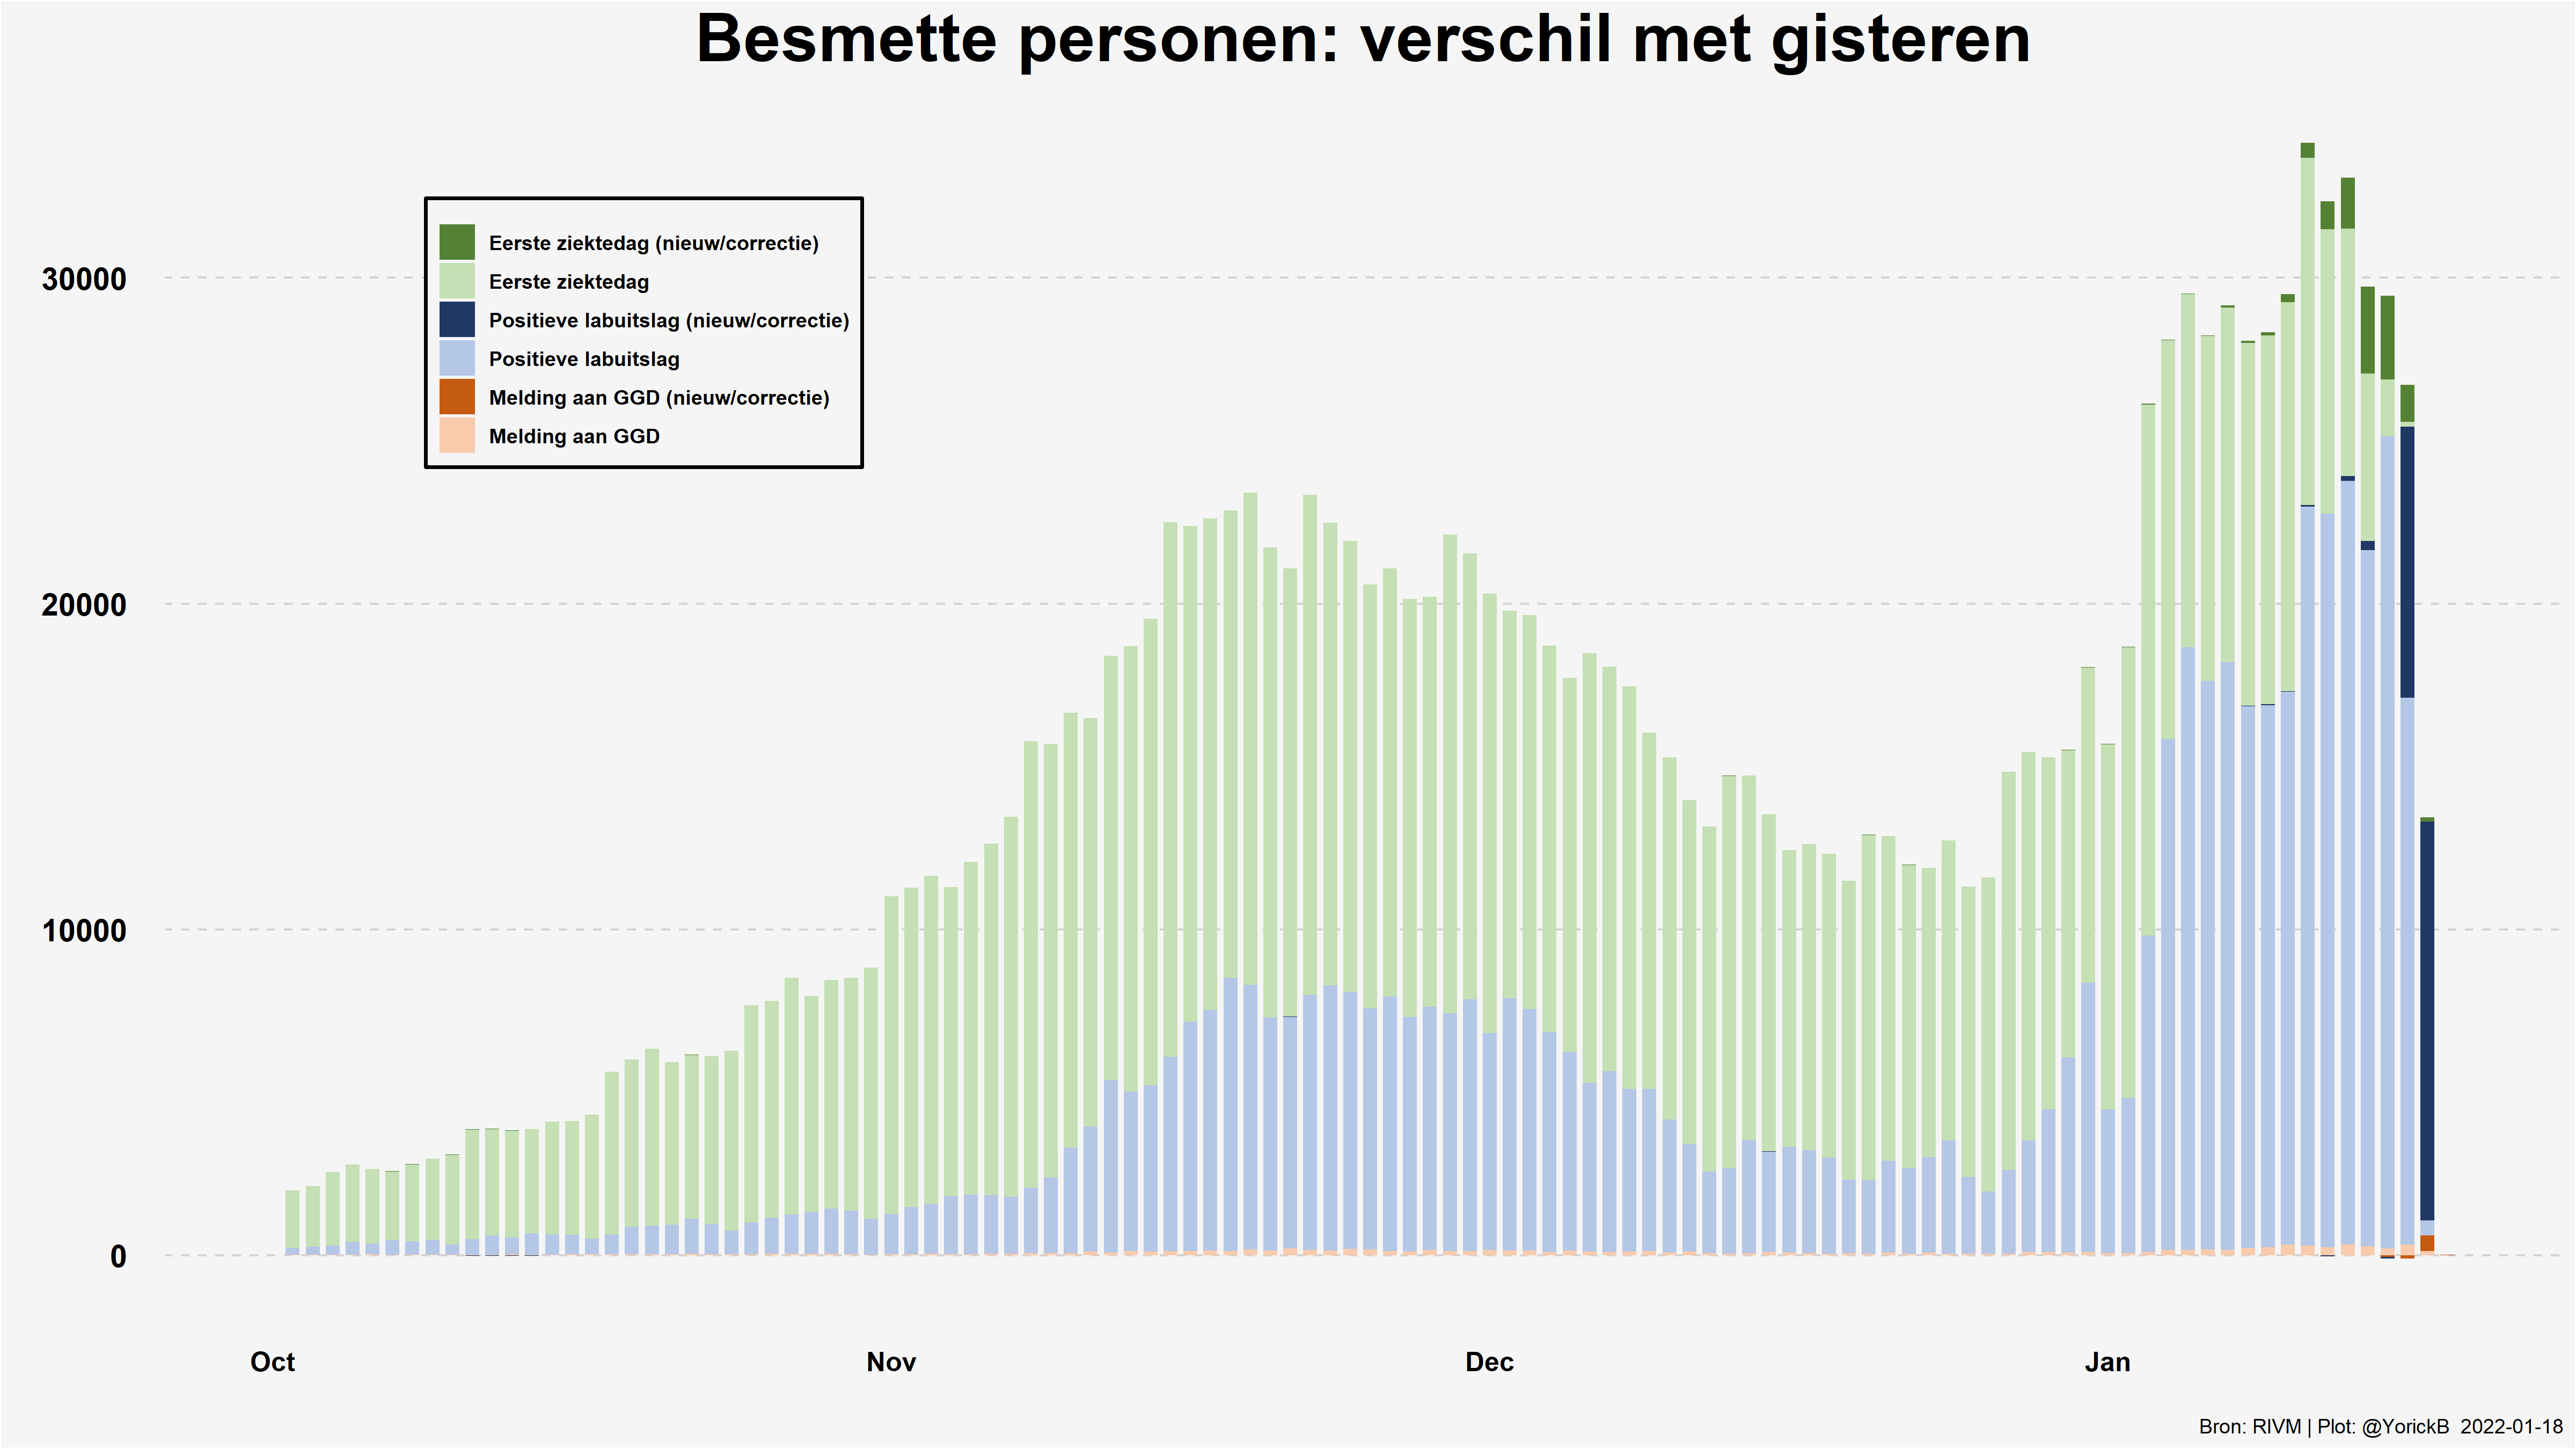 Besmette personen: verschil met gisteren
Eerste ziektedag (nieuw/correctie)
Eerste ziektedag
Positieve labuitslag (nieuw/correctie)
Positieve labuitslag
Melding aan GGD (nieuw/correctie)
Melding aan GGD
30000
20000
10000
0
Oct Nov Dec Jan
Bron: RIVM | Plot: @YorickB 2022-01-18